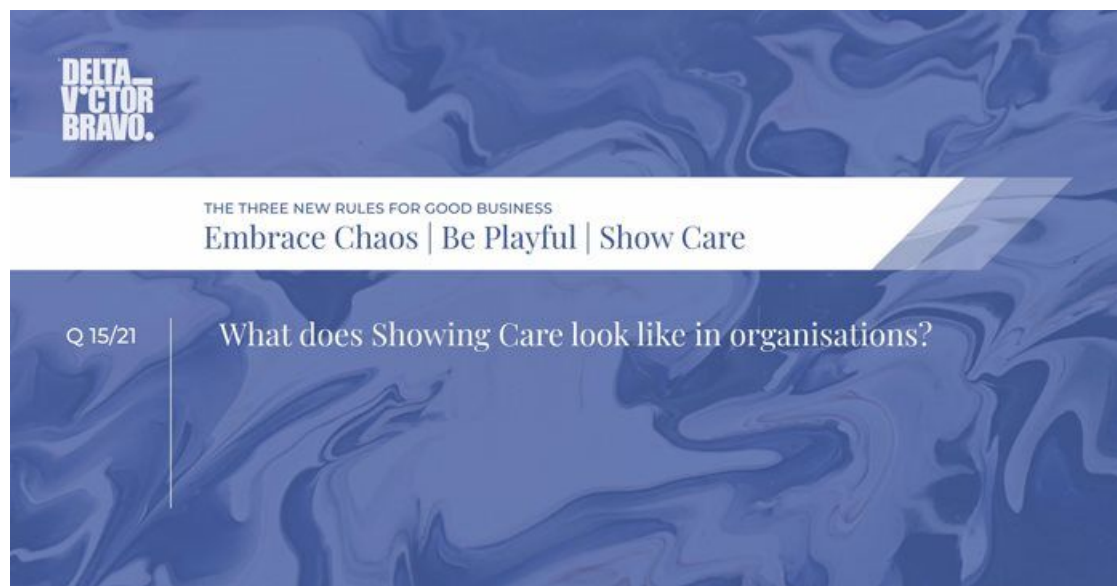 DELTA_
V•CTOR
BRAVO.
THE THREE NEW RULES FOR GOOD BUSINESS
Embrace Chaos | Be Playful | Show Care
Q 15/21
What does Showing Care look like in organisations?